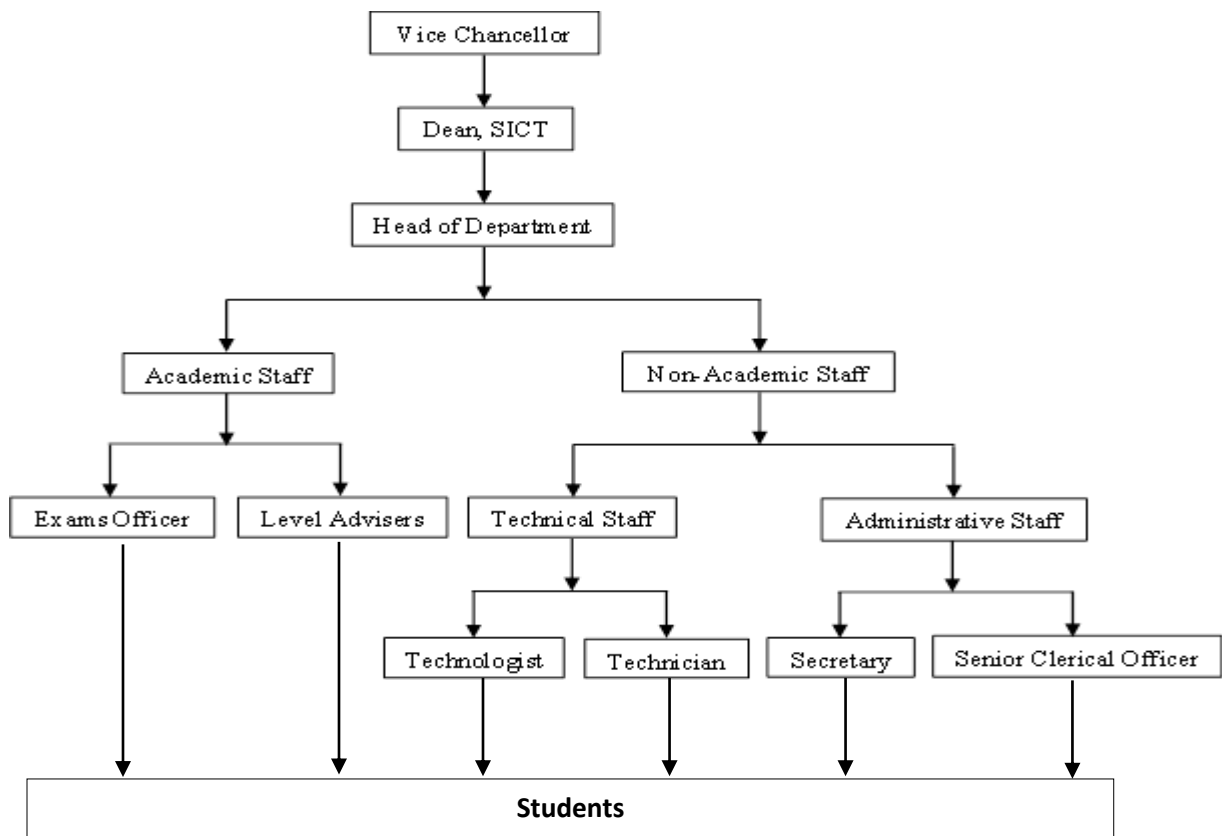 Vice Chancellor
Dean, SICT
Head of Department
Academic Staff
Non-Academic Staff
Exams Officer
Level Advisers
Technical Staff
Administrative Staff
Technologist
Technician
Secretary
Senior Clerical Officer
Students